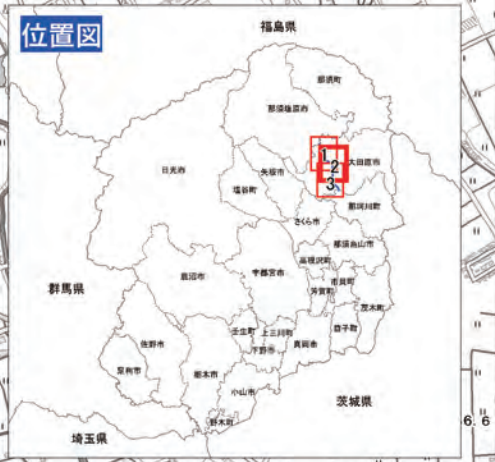 位置図
福島県
那須町
那須塩原市
日光市
1
大田原市
2
矢板市
塩谷町
3
那珂川町
さくら市
那須烏山市
高根沢町
鹿沼市
宇都宮市
市貝町
群馬県
芳賀町
茂木町
壬生町
上三川町
益子町
佐野市
真岡市
下野市
足利市
栃木市
小山市
茨城県
野木町
6.6
埼玉県